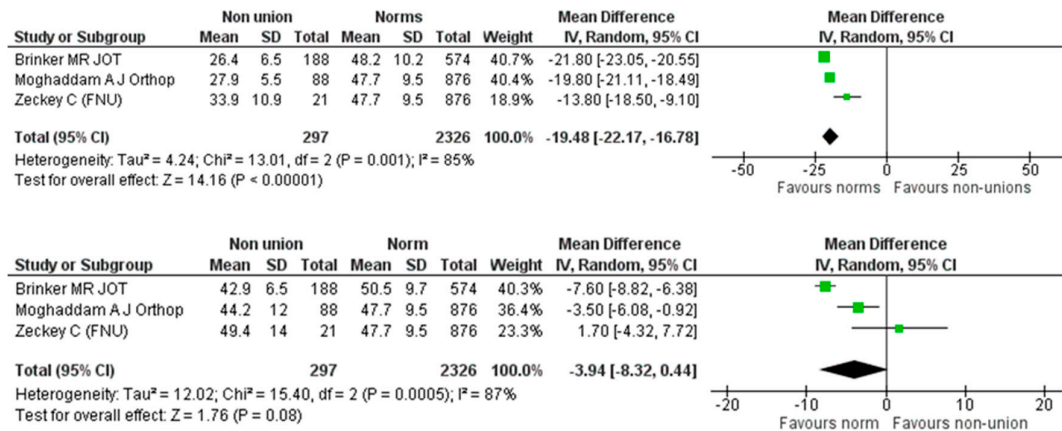 Non union Norms Mean Difference Mean Difference
Study or Subgroup Mean SD Total Mean SD Total Weight IV, Random, 95% CI IV, Random, 95% CI
Brinker MR JOT 26.4 6.5 188 48.2 10.2 574 40.7% -21.80 [-23.05, -20.55]
Moghaddam A J Orthop 27.9 5.5 88 47.7 9.5 876 40.4% -19.80 [-21.11, -18.49]
Zeckey C (FNU) 33.9 10.9 21 47.7 9.5 876 18.9% -13.80 [-18.50, -9.10]
Total (95% CI) 297 2326 100.0% -19.48 [-22.17, -16.78]
Heterogeneity: Tau² = 4.24; Chi² = 13.01, df = 2 (P = 0.001); I² = 85%
Test for overall effect: Z = 14.16 (P < 0.00001)
-50 -25 0 25 50
Favours norms Favours non-unions
Non union Norm Mean Difference Mean Difference
Study or Subgroup Mean SD Total Mean SD Total Weight IV, Random, 95% CI IV, Random, 95% CI
Brinker MR JOT 42.9 6.5 188 50.5 9.7 574 40.3% -7.60 [-8.82, -6.38]
Moghaddam A J Orthop 44.2 12 88 47.7 9.5 876 36.4% -3.50 [-6.08, -0.92]
Zeckey C (FNU) 49.4 14 21 47.7 9.5 876 23.3% 1.70 [-4.32, 7.72]
Total (95% CI) 297 2326 100.0% -3.94 [-8.32, 0.44]
Heterogeneity: Tau² = 12.02; Chi² = 15.40, df = 2 (P = 0.0005); I² = 87%
Test for overall effect: Z = 1.76 (P = 0.08)
-20 -10 0 10 20
Favours norm Favours non-union